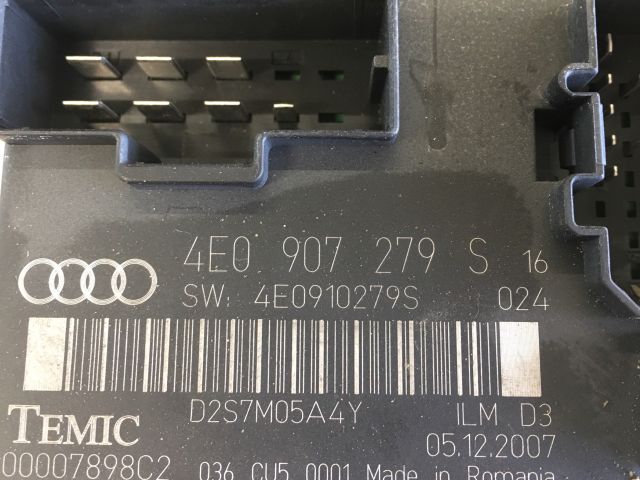 4E0 907 279 S 16
SW: 4E0910279S 024
D2S7M05A4Y ILM D3
TEMIC 05.12.2007
00007898C2 036 CU5 0001 Made in Romania